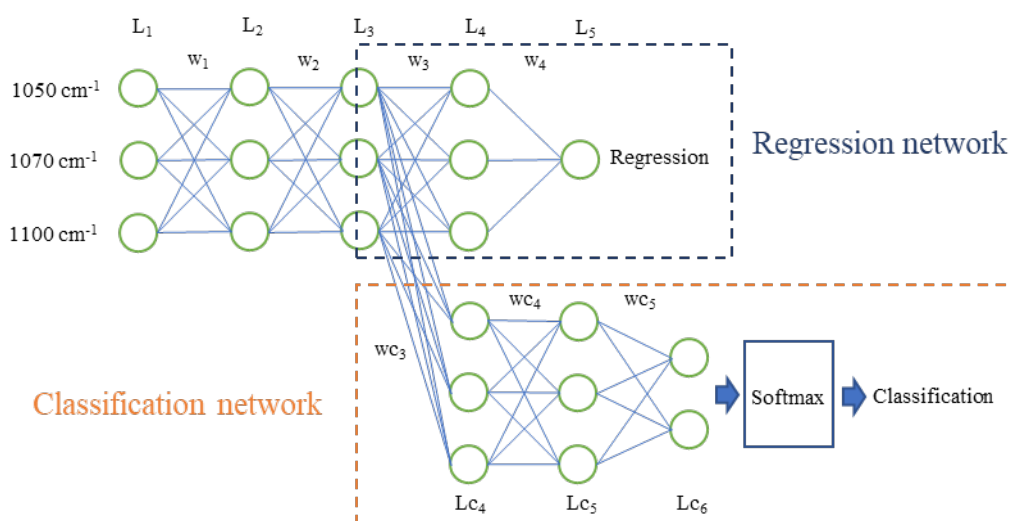 L₁ L₂ L₃ L₄ L₅
w₁ w₂ w₃ w₄
1050 cm⁻¹
1070 cm⁻¹
1100 cm⁻¹
Regression
Regression network
wc₄ wc₅
wc₃
Classification network
Softmax
Classification
Lc₄ Lc₅ Lc₆